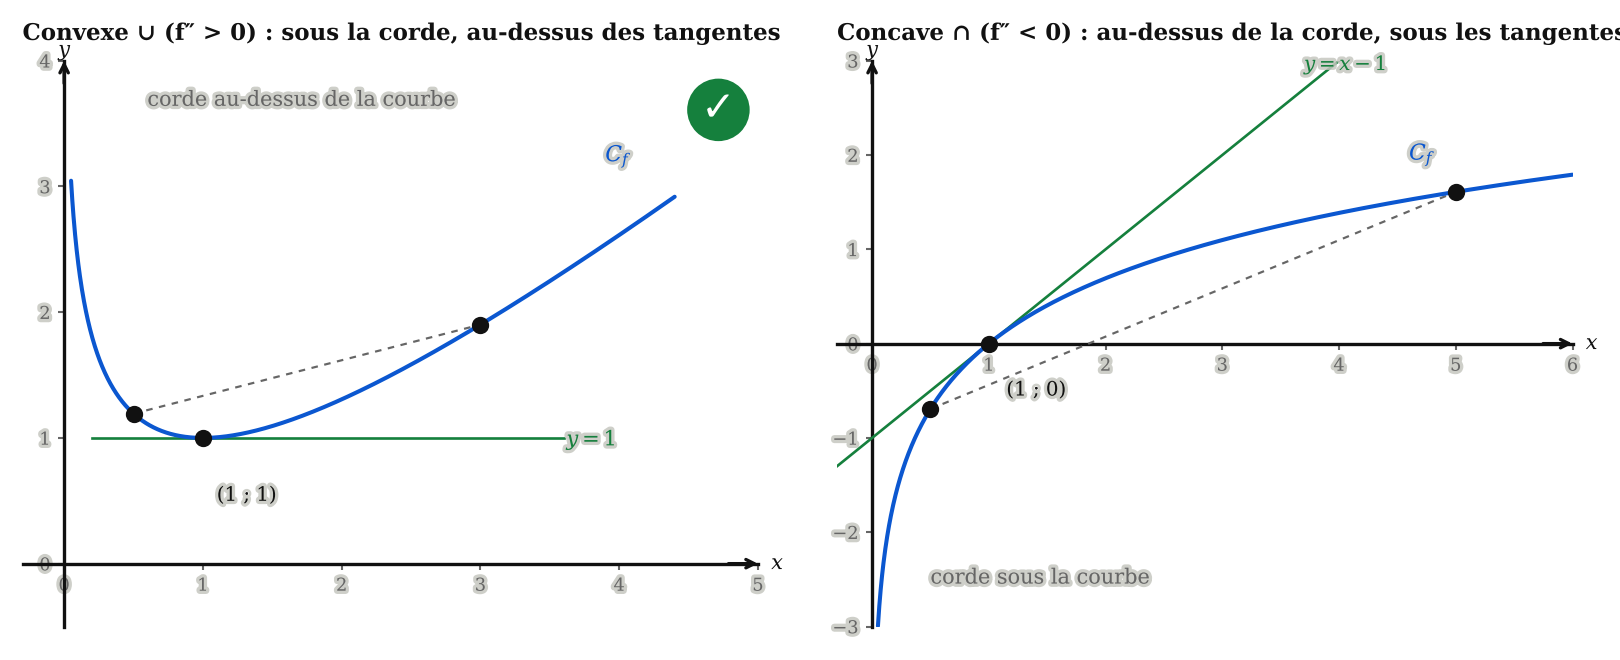 Convexe ∪ (f″ > 0) : sous la corde, au-dessus des tangentes
y
4
corde au-dessus de la courbe
✓
C_f
3
2
1
y = 1
(1 ; 1)
0
x
0 1 2 3 4 5
Concave ∩ (f″ < 0) : au-dessus de la corde, sous les tangentes
y
3
y = x − 1
2
C_f
1
0
x
0 1 2 3 4 5 6
(1 ; 0)
−1
−2
corde sous la courbe
−3